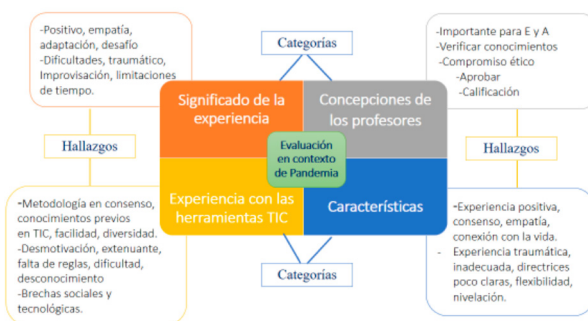 -Positivo, empatía,
adaptación, desafío
-Dificultades, traumático,
Improvisación, limitaciones
de tiempo.
Categorías
-Importante para E y A
-Verificar conocimientos
-Compromiso ético
-Aprobar
-Calificación
Significado de la
experiencia
Concepciones de
los profesores
Hallazgos
Evaluación
en contexto
de Pandemia
Hallazgos
Experiencia con las
herramientas TIC
Características
-Metodología en consenso,
conocimientos previos
en TIC, facilidad, diversidad.
-Desmotivación, extenuante,
falta de reglas, dificultad,
desconocimiento
-Brechas sociales y
tecnológicas.
Categorías
-Experiencia positiva,
consenso, empatía,
conexión con la vida.
- Experiencia traumática,
inadecuada, directrices
poco claras, flexibilidad,
nivelación.